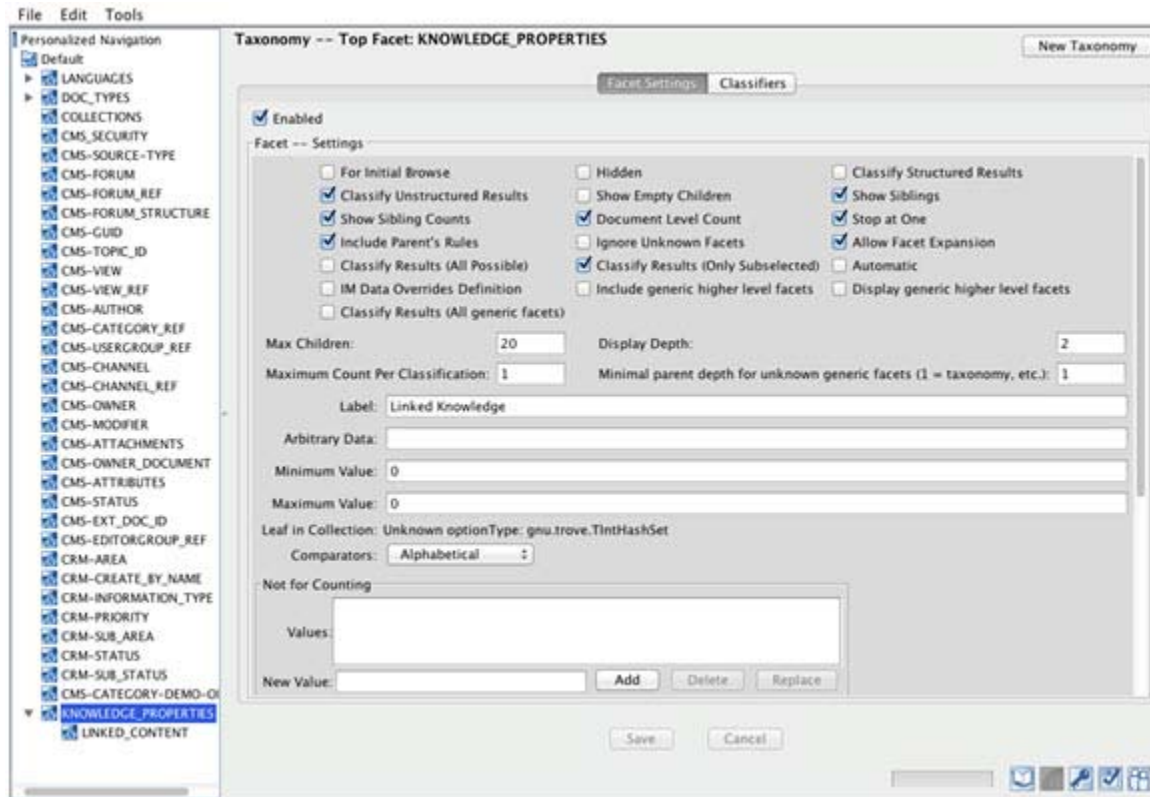 File Edit Tools
Personalized Navigation
Default
LANGUAGES
DOC_TYPES
COLLECTIONS
CMS_SECURITY
CMS-SOURCE-TYPE
CMS-FORUM
CMS-FORUM_REF
CMS-FORUM_STRUCTURE
CMS-GUID
CMS-TOPIC_ID
CMS-VIEW
CMS-VIEW_REF
CMS-AUTHOR
CMS-CATEGORY_REF
CMS-USERGROUP_REF
CMS-CHANNEL
CMS-CHANNEL_REF
CMS-OWNER
CMS-MODIFIER
CMS-ATTACHMENTS
CMS-OWNER_DOCUMENT
CMS-ATTRIBUTES
CMS-STATUS
CMS-EXT_DOC_ID
CMS-EDITORGROUP_REF
CRM-AREA
CRM-CREATE_BY_NAME
CRM-INFORMATION_TYPE
CRM-PRIORITY
CRM-SUB_AREA
CRM-STATUS
CRM-SUB_STATUS
CMS-CATEGORY-DEMO-O
KNOWLEDGE_PROPERTIES
LINKED_CONTENT
Taxonomy -- Top Facet: KNOWLEDGE_PROPERTIES
New Taxonomy
Facet Settings Classifiers
Enabled
Facet -- Settings
For Initial Browse Hidden Classify Structured Results
Classify Unstructured Results Show Empty Children Show Siblings
Show Sibling Counts Document Level Count Stop at One
Include Parent's Rules Ignore Unknown Facets Allow Facet Expansion
Classify Results (All Possible) Classify Results (Only Subselected) Automatic
IM Data Overrides Definition Include generic higher level facets Display generic higher level facets
Classify Results (All generic facets)
Max Children: 20 Display Depth: 2
Maximum Count Per Classification: 1 Minimal parent depth for unknown generic facets (1 = taxonomy, etc.): 1
Label: Linked Knowledge
Arbitrary Data:
Minimum Value: 0
Maximum Value: 0
Leaf in Collection: Unknown optionType: gnu.trove.TIntHashSet
Comparators: Alphabetical
Not for Counting
Values:
New Value: Add Delete Replace
Save Cancel